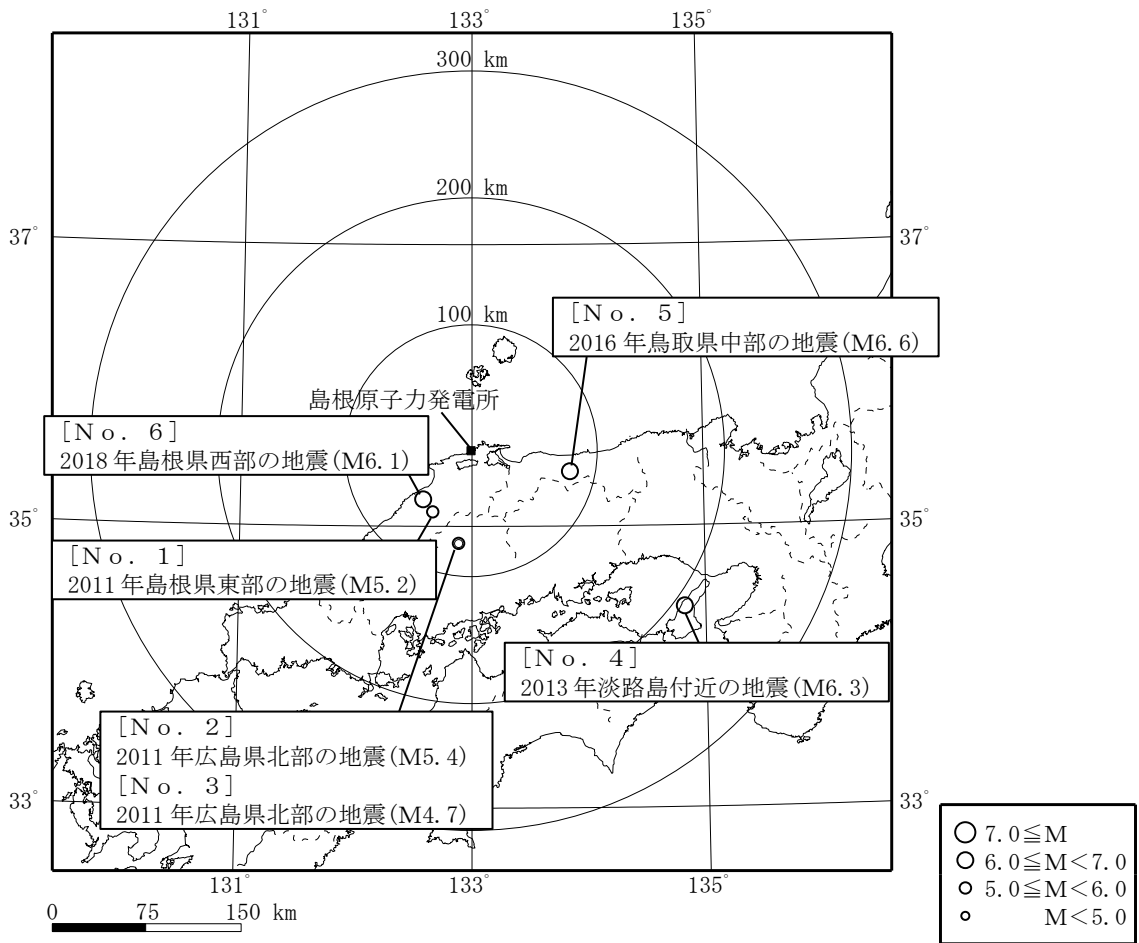 131° 133° 135°
300 km
200 km
37° 37°
100 km
［Ｎｏ．５］
2016 年鳥取県中部の地震(M6.6)
島根原子力発電所
［Ｎｏ．６］
2018 年島根県西部の地震(M6.1)
35° 35°
［Ｎｏ．１］
2011 年島根県東部の地震(M5.2)
［Ｎｏ．４］
2013 年淡路島付近の地震(M6.3)
［Ｎｏ．２］
2011 年広島県北部の地震(M5.4)
［Ｎｏ．３］
2011 年広島県北部の地震(M4.7)
33° 33°
7.0≦M
6.0≦M＜7.0
5.0≦M＜6.0
M＜5.0
131° 133° 135°
0 75 150 km